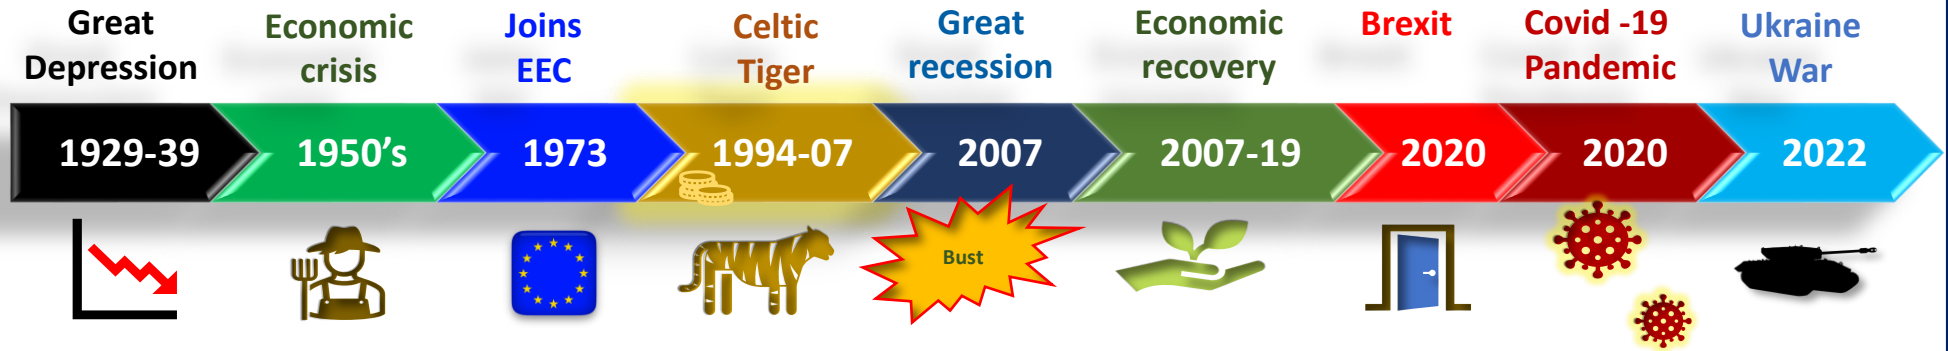 Great
Depression
Economic
crisis
Joins
EEC
Celtic
Tiger
Great
recession
Economic
recovery
Brexit
Covid -19
Pandemic
Ukraine
War
1929-39
1950's
1973
1994-07
2007
2007-19
2020
2020
2022
Bust